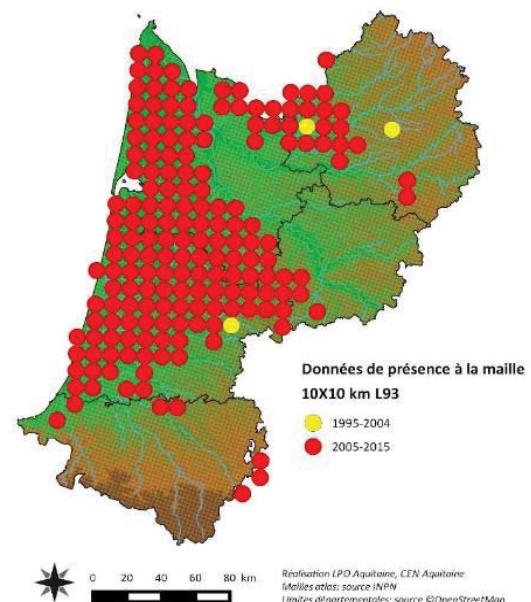 Données de présence à la maille
10X10 km L93
1995-2004
2005-2015
0 20 40 60 80 km
Réalisation LPO Aquitaine, CEN Aquitaine
Mailles atlas: source INPN
Limites départementales: source ©OpenStreetMap